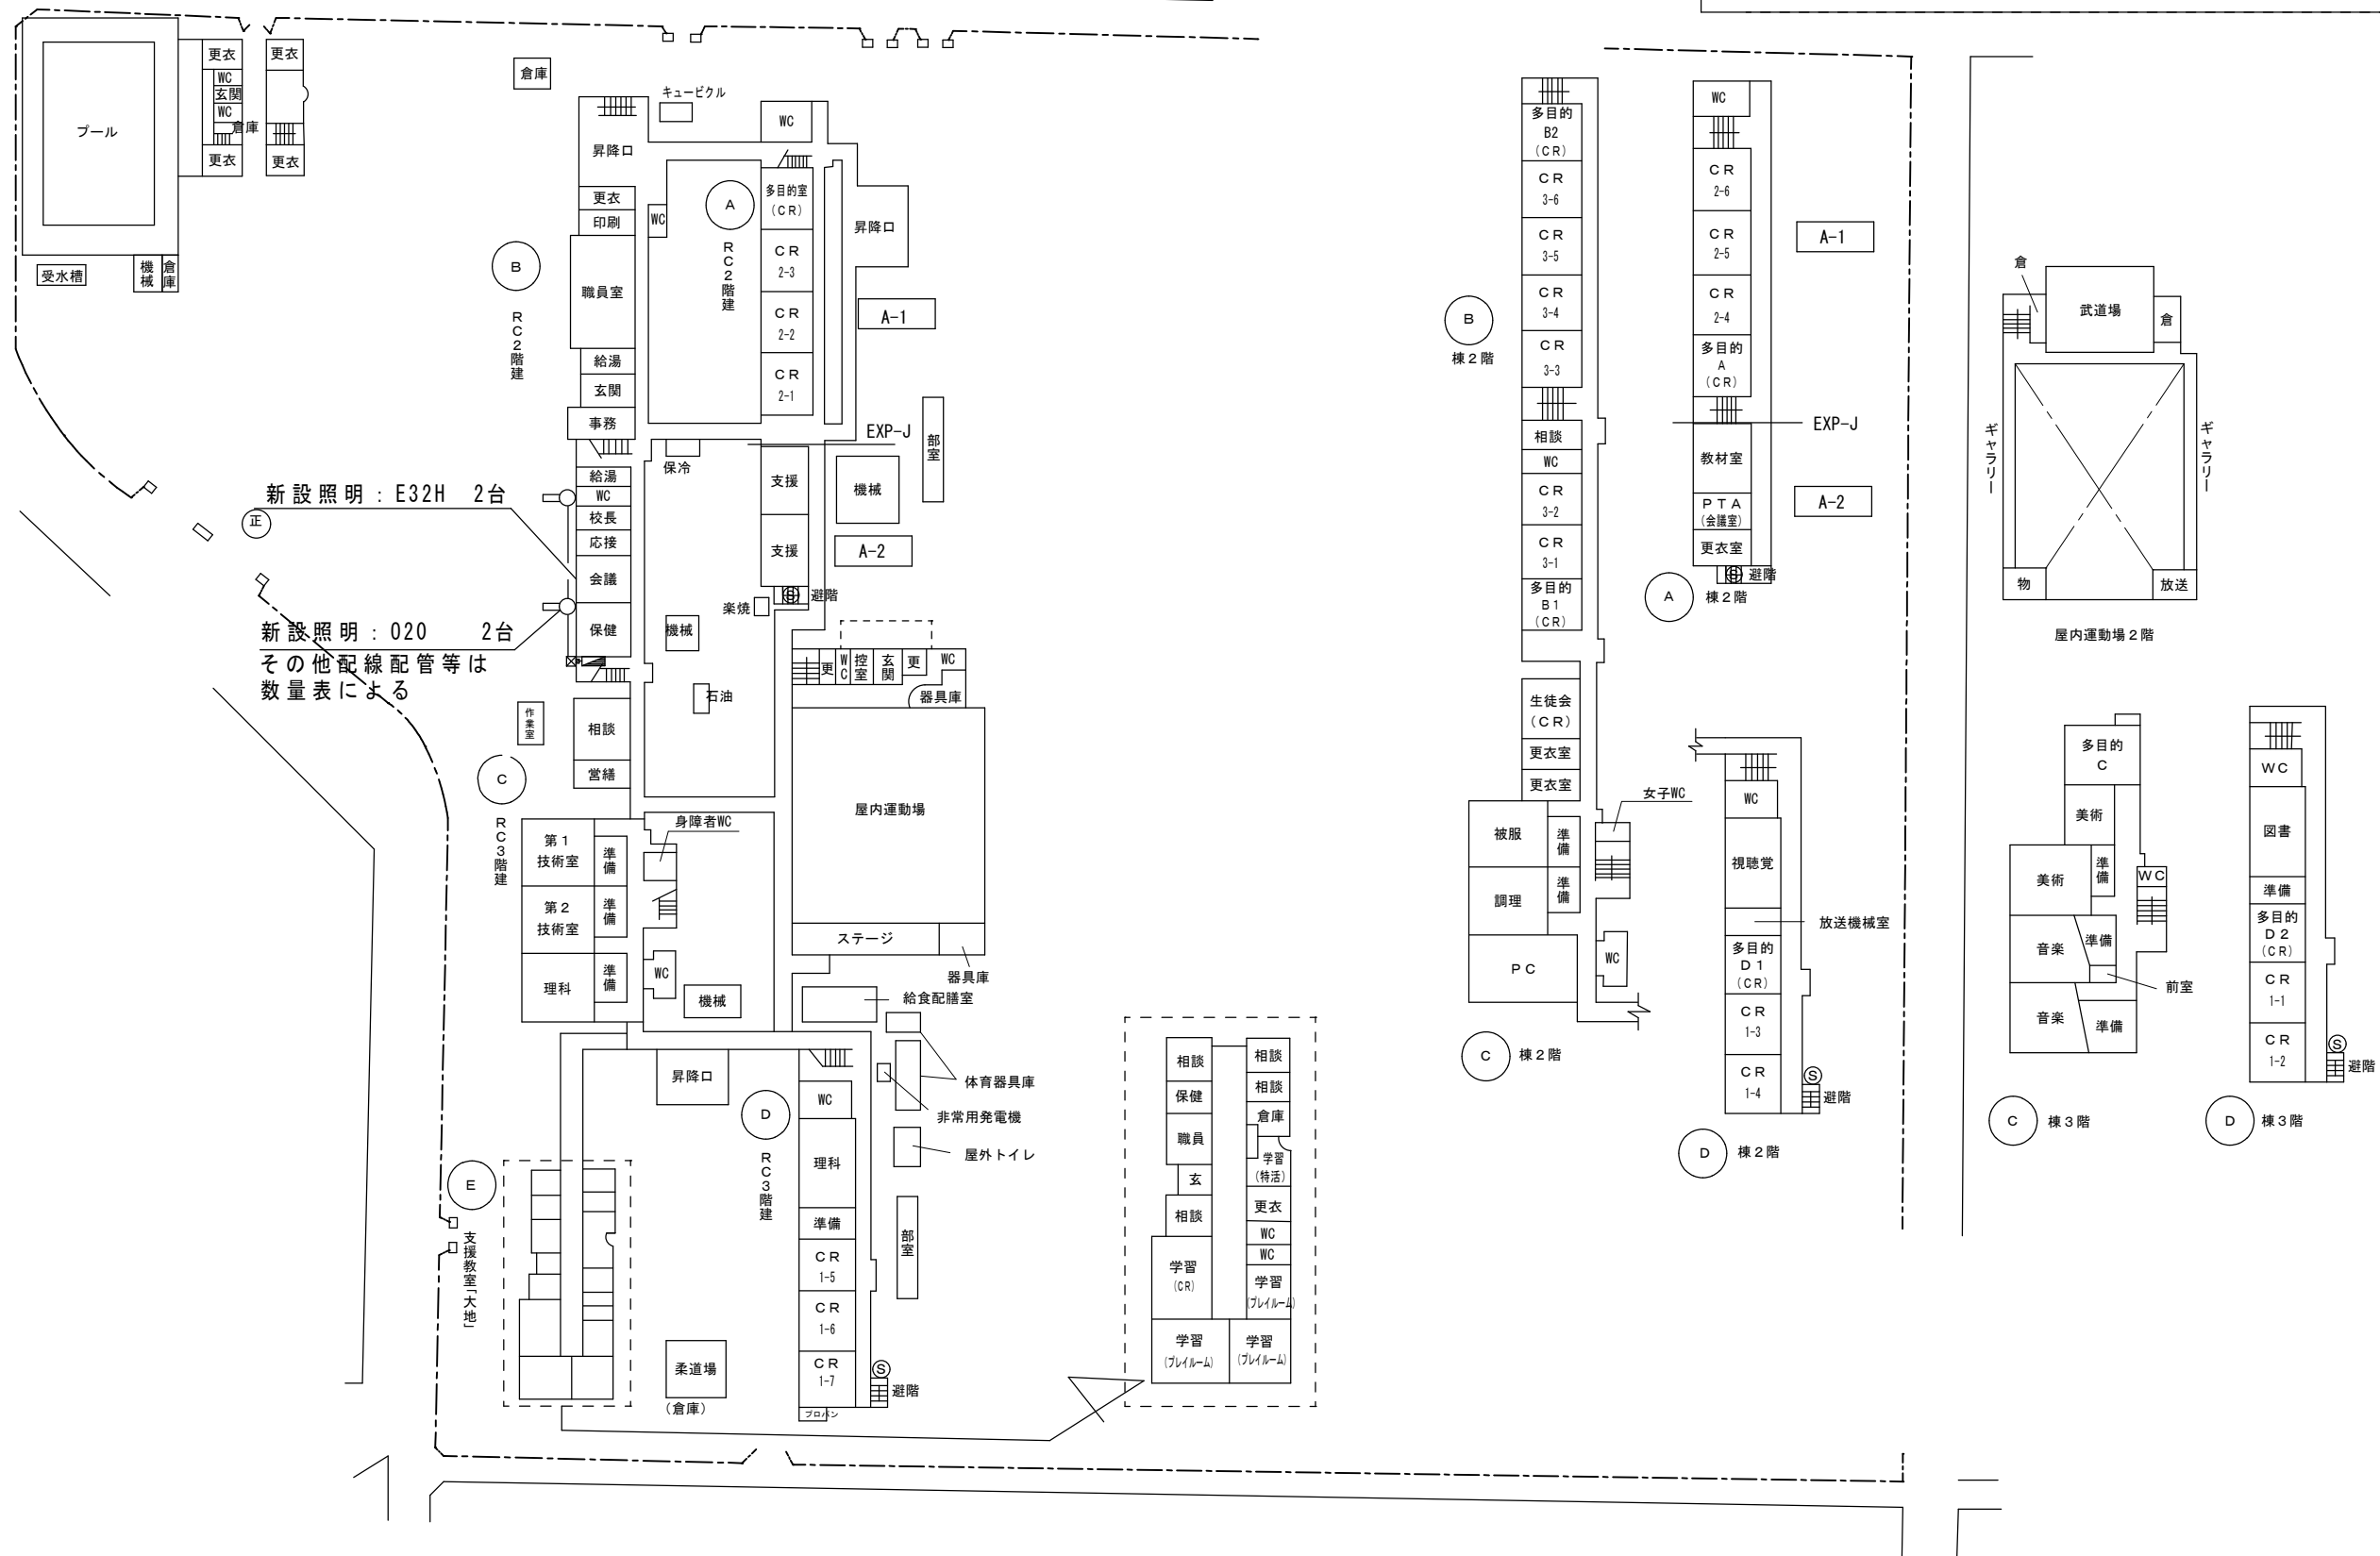 更衣
WC
玄関
WC
倉庫
更衣
更衣
更衣
プール
受水槽
機械
倉庫
倉庫
キュービクル
WC
昇降口
更衣
印刷
WC
職員室
給湯
玄関
事務
A
RC2階建
B
RC2階建
多目的室
(CR)
CR
2-3
CR
2-2
CR
2-1
昇降口
A-1
EXP-J
部室
保冷
支援
支援
機械
A-2
避階
楽焼
給湯
WC
校長
応接
会議
保健
新設照明：E32H 2台
正
新設照明：020 2台
その他配線配管等は
数量表による
機械
石油
作業室
相談
営繕
C
RC3階建
更
WC
控室
玄関
更
WC
器具庫
屋内運動場
ステージ
器具庫
身障者WC
第1
技術室
準備
第2
技術室
準備
理科
準備
WC
機械
給食配膳室
体育器具庫
非常用発電機
屋外トイレ
昇降口
D
RC3階建
WC
理科
準備
CR
1-5
CR
1-6
CR
1-7
プロパン
S
避階
部室
柔道場
(倉庫)
E
支援教室「大地」
相談
保健
職員
玄
相談
学習
(CR)
学習
(プレイルーム)
相談
相談
倉庫
学習
(特活)
更衣
WC
WC
学習
(プレイルーム)
学習
(プレイルーム)
多目的
B2
(CR)
CR
3-6
CR
3-5
CR
3-4
CR
3-3
相談
WC
CR
3-2
CR
3-1
多目的
B1
(CR)
B
棟2階
WC
CR
2-6
CR
2-5
CR
2-4
多目的
A
(CR)
EXP-J
教材室
PTA
(会議室)
更衣室
避階
A
棟2階
A-1
A-2
生徒会
(CR)
更衣室
更衣室
被服
準備
調理
準備
PC
女子WC
WC
C
棟2階
WC
視聴覚
放送機械室
多目的
D1
(CR)
CR
1-3
CR
1-4
S
避階
D
棟2階
倉
武道場
倉
ギャラリー
ギャラリー
物
放送
屋内運動場2階
多目的
C
美術
美術
準備
WC
音楽
準備
前室
音楽
準備
C
棟3階
WC
図書
準備
多目的
D2
(CR)
CR
1-1
CR
1-2
S
避階
D
棟3階